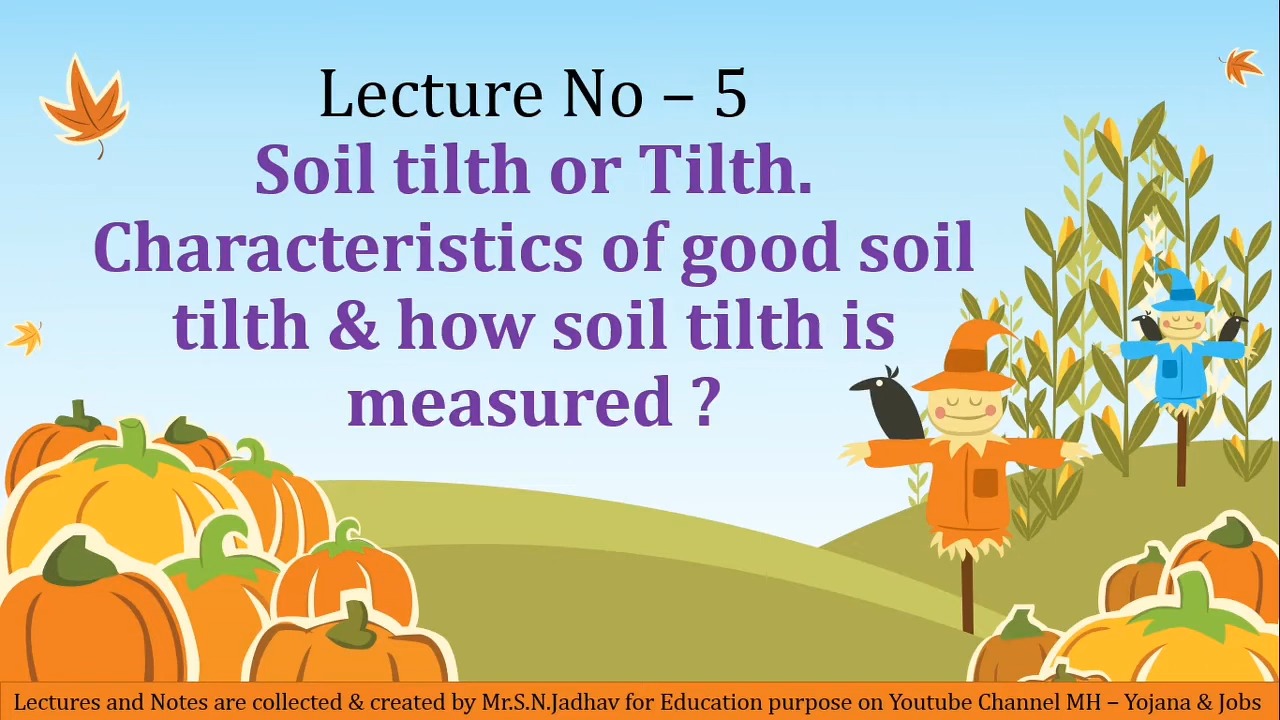 Lecture No – 5
Soil tilth or Tilth.
Characteristics of good soil
tilth & how soil tilth is
measured ?
Lectures and Notes are collected & created by Mr.S.N.Jadhav for Education purpose on Youtube Channel MH – Yojana & Jobs